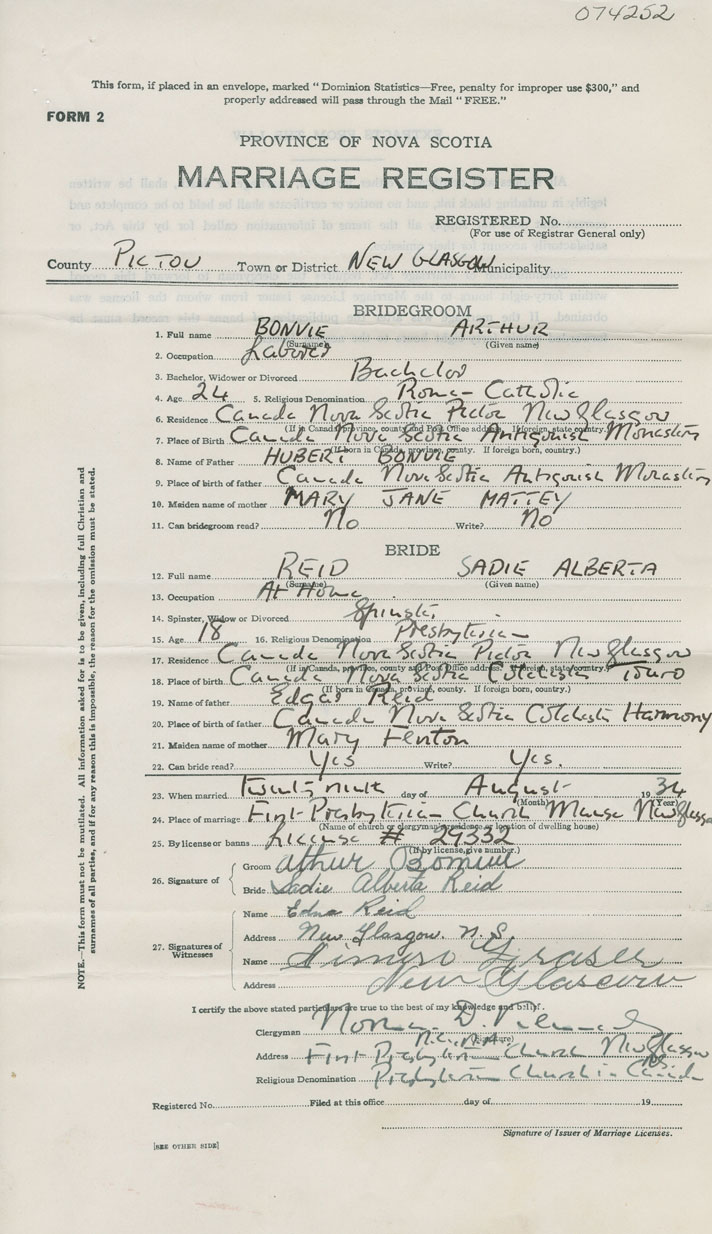 074252
This form, if placed in an envelope, marked "Dominion Statistics—Free, penalty for improper use $300," and
properly addressed will pass through the Mail "FREE."
FORM 2
PROVINCE OF NOVA SCOTIA
MARRIAGE REGISTER
REGISTERED No.
(For use of Registrar General only)
County PICTOU Town or District NEW GLASGOW Municipality
BRIDEGROOM
1. Full name BONVIE ARTHUR
(Surname) (Given name)
2. Occupation Laborer
3. Bachelor, Widower or Divorced Bachelor
4. Age 24 5. Religious Denomination Roman Catholic
6. Residence Canada Nova Scotia Pictou New Glasgow
(If in Canada, province, county and Post Office address. If foreign, state country.)
7. Place of Birth Canada Nova Scotia Antigonish Monastery
(If born in Canada, province, county. If foreign born, country.)
8. Name of Father HUBERT BONVIE
9. Place of birth of father Canada Nova Scotia Antigonish Monastery
10. Maiden name of mother MARY JANE MATTEY
11. Can bridegroom read? No Write? No
BRIDE
12. Full name REID SADIE ALBERTA
(Surname) (Given name)
13. Occupation At Home
14. Spinster, Widow or Divorced Spinster
15. Age 18 16. Religious Denomination Presbyterian
17. Residence Canada Nova Scotia Pictou New Glasgow
(If in Canada, province, county and Post Office address. If foreign, state country.)
18. Place of birth Canada Nova Scotia Colchester Truro
(If born in Canada, province, county. If foreign born, country.)
19. Name of father Edgar Reid
20. Place of birth of father Canada Nova Scotia Colchester Harmony
21. Maiden name of mother Mary Fenton
22. Can bride read? Yes Write? Yes.
23. When married twenty ninth day of August 1934
(Month) (Year)
24. Place of marriage First Presbyterian Church Manse New Glasgow
(Name of church or clergyman's residence or location of dwelling house)
25. By license or banns License # 29332
(If by license, give number.)
26. Signature of
Groom Bonvie
Bride Sadie Alberta Reid
27. Signatures of Witnesses
Name Edna Reid
Address New Glasgow. N.S.
Name Fraser
Address New Glasgow
I certify the above stated particulars are true to the best of my knowledge and belief.
Clergyman Norman D.
(Signature)
Address First Presbyterian Church New Glasgow NS
Religious Denomination Presbyterian Church in Canada
Registered No. Filed at this office day of 19
Signature of Issuer of Marriage Licenses.
[SEE OTHER SIDE]
NOTE.—This form must not be mutilated. All information asked for is to be given, including full Christian and
surnames of all parties, and if for any reason this is impossible, the reason for the omission must be stated.